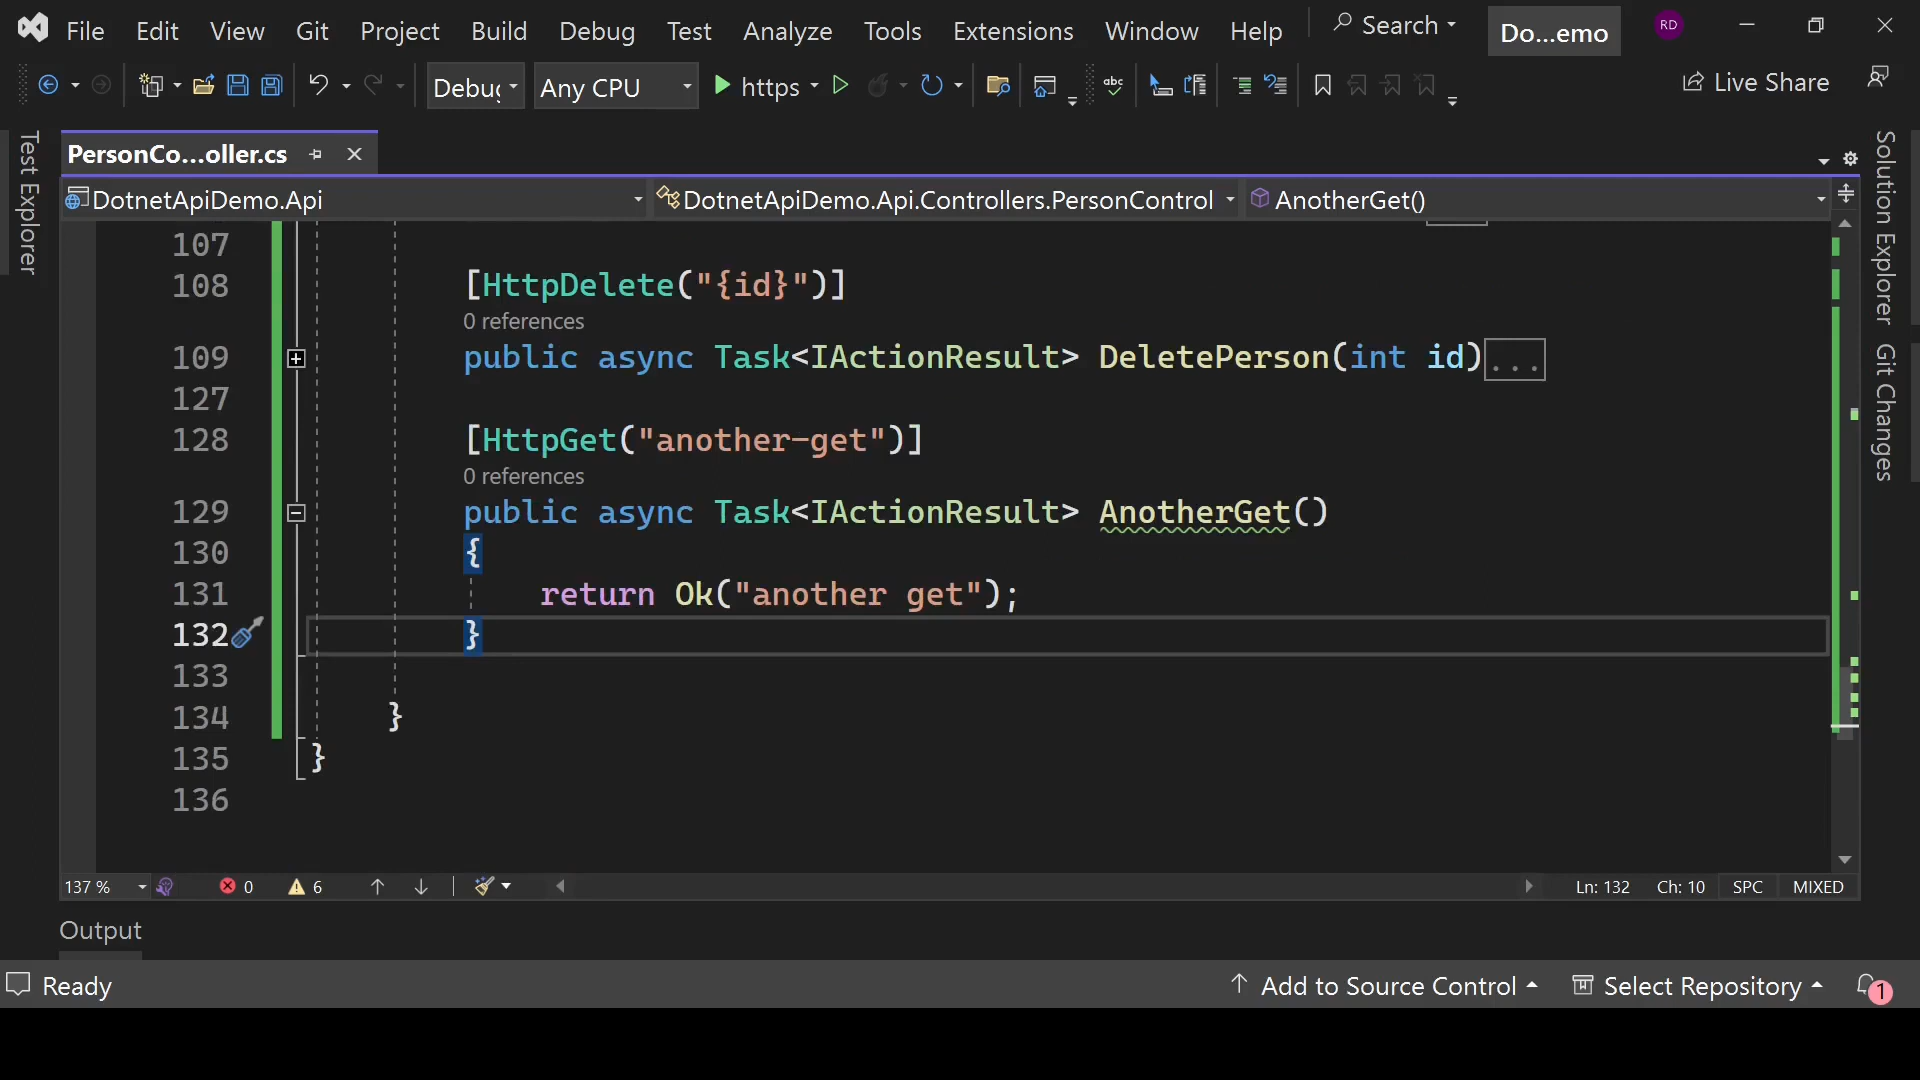 File Edit View Git Project Build Debug Test Analyze Tools Extensions Window Help Search Do...emo RD
Debug Any CPU https abc Live Share
Test Explorer
PersonCo...oller.cs
DotnetApiDemo.Api DotnetApiDemo.Api.Controllers.PersonControl AnotherGet()
107
108 [HttpDelete("{id}")]
0 references
109 public async Task<IActionResult> DeletePerson(int id)...
127
128 [HttpGet("another-get")]
0 references
129 public async Task<IActionResult> AnotherGet()
130 {
131 return Ok("another get");
132 }
133
134 }
135 }
136
Solution Explorer
Git Changes
137 % 0 6 Ln: 132 Ch: 10 SPC MIXED
Output
Ready Add to Source Control Select Repository 1